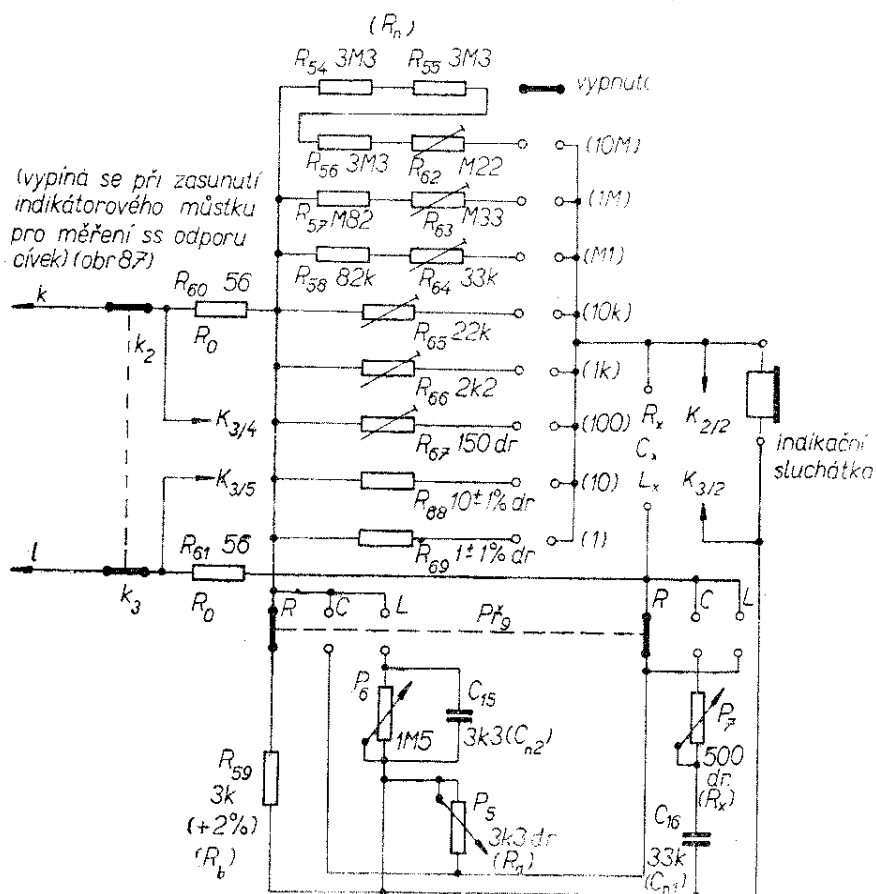 (Rn)
R54 3M3 R55 3M3
R56 3M3 R62 M22 (10M)
(vypíná se při zasunutí
indikátorového můstku
pro měření ss odporu
cívek) (obr 87)
R57 M82 R63 M33 (1M)
R58 82k R64 33k (M1)
k
k2
R60 56
R0
R65 22k (10k)
R66 2k2 (1k)
K3/4
R67 150 dr (100)
K3/5
R68 10±1% dr (10)
R69 1±1% dr (1)
Rx
Cx
Lx
K2/2
K3/2
indikační
sluchátka
l
k3
R61 56
R0
R C L
Př9
R C L
P6
1M5
C15
3k3 (Cn2)
P7
500
dr.
(Rx)
R59
3k
(+2%)
(Rb)
P5
3k3 dr
C16
33k
(Cn1)